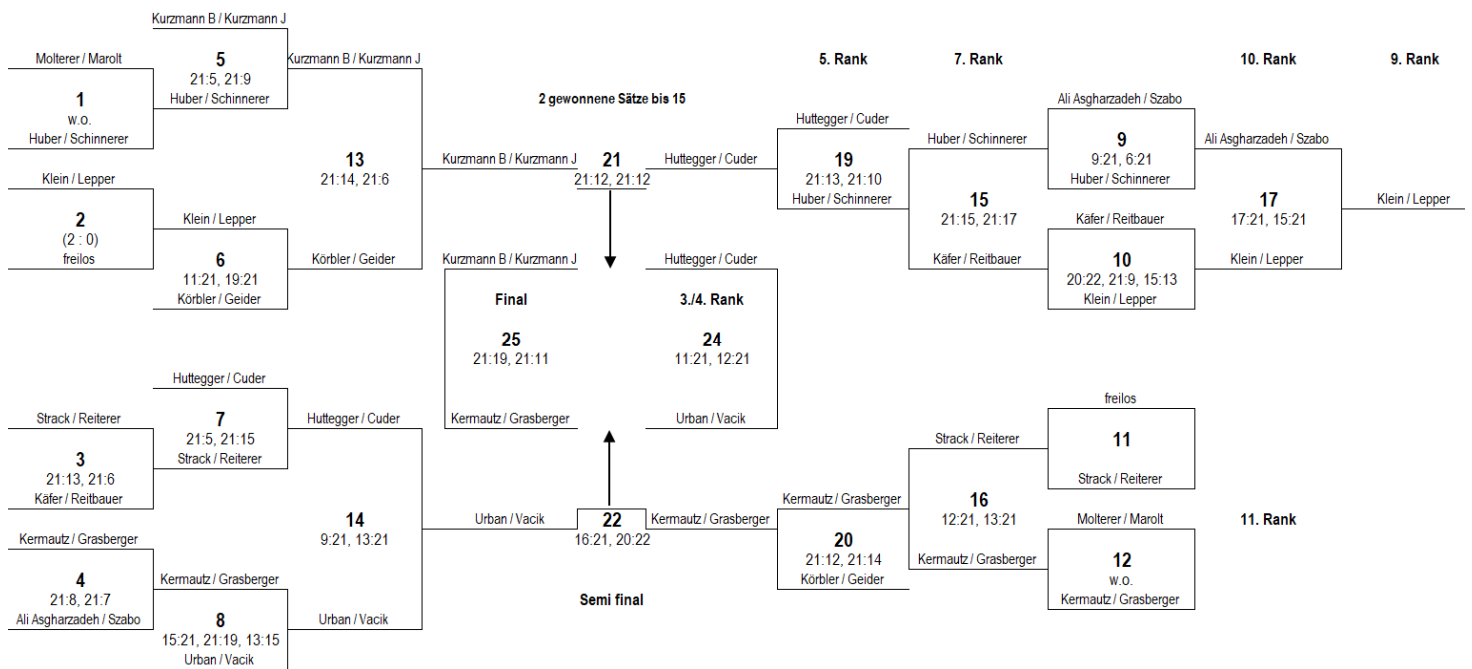 Kurzmann B / Kurzmann J
Molterer / Marolt
5
Kurzmann B / Kurzmann J
5. Rank
7. Rank
10. Rank
9. Rank
21:5, 21:9
1
Huber / Schinnerer
2 gewonnene Sätze bis 15
Ali Asgharzadeh / Szabo
w.o.
Huttegger / Cuder
Huber / Schinnerer
Huber / Schinnerer
9
Ali Asgharzadeh / Szabo
13
Kurzmann B / Kurzmann J
21
Huttegger / Cuder
19
9:21, 6:21
21:14, 21:6
21:12, 21:12
21:13, 21:10
Huber / Schinnerer
Klein / Lepper
Huber / Schinnerer
15
17
Klein / Lepper
2
Klein / Lepper
21:15, 21:17
Käfer / Reitbauer
17:21, 15:21
(2 : 0)
freilos
6
Körbler / Geider
Kurzmann B / Kurzmann J
Huttegger / Cuder
Käfer / Reitbauer
10
Klein / Lepper
11:21, 19:21
20:22, 21:9, 15:13
Körbler / Geider
Final
3./4. Rank
Klein / Lepper
25
24
21:19, 21:11
11:21, 12:21
Huttegger / Cuder
freilos
Strack / Reiterer
7
Huttegger / Cuder
Kermautz / Grasberger
Urban / Vacik
21:5, 21:15
Strack / Reiterer
11
3
Strack / Reiterer
21:13, 21:6
Strack / Reiterer
Käfer / Reitbauer
Kermautz / Grasberger
16
14
Urban / Vacik
22
Kermautz / Grasberger
12:21, 13:21
Molterer / Marolt
11. Rank
Kermautz / Grasberger
9:21, 13:21
16:21, 20:22
20
4
Kermautz / Grasberger
21:12, 21:14
Kermautz / Grasberger
12
21:8, 21:7
Körbler / Geider
w.o.
Ali Asgharzadeh / Szabo
8
Urban / Vacik
Semi final
Kermautz / Grasberger
15:21, 21:19, 13:15
Urban / Vacik